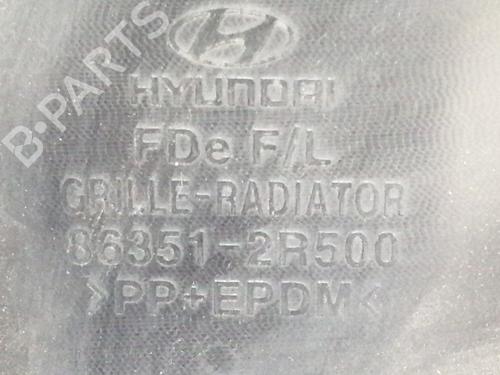 B-PARTS
HYUNDAI
FDe F/L
GRILLE-RADIATOR
86351-2R500
>PP+EPDM<